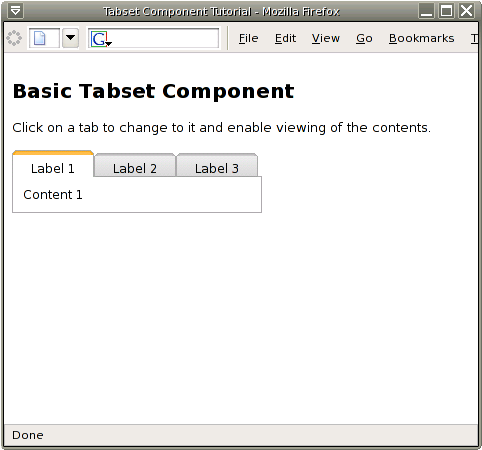 Tabset Component Tutorial - Mozilla Firefox
G File Edit View Go Bookmarks T
Basic Tabset Component
Click on a tab to change to it and enable viewing of the contents.
Label 1 Label 2 Label 3
Content 1
Done